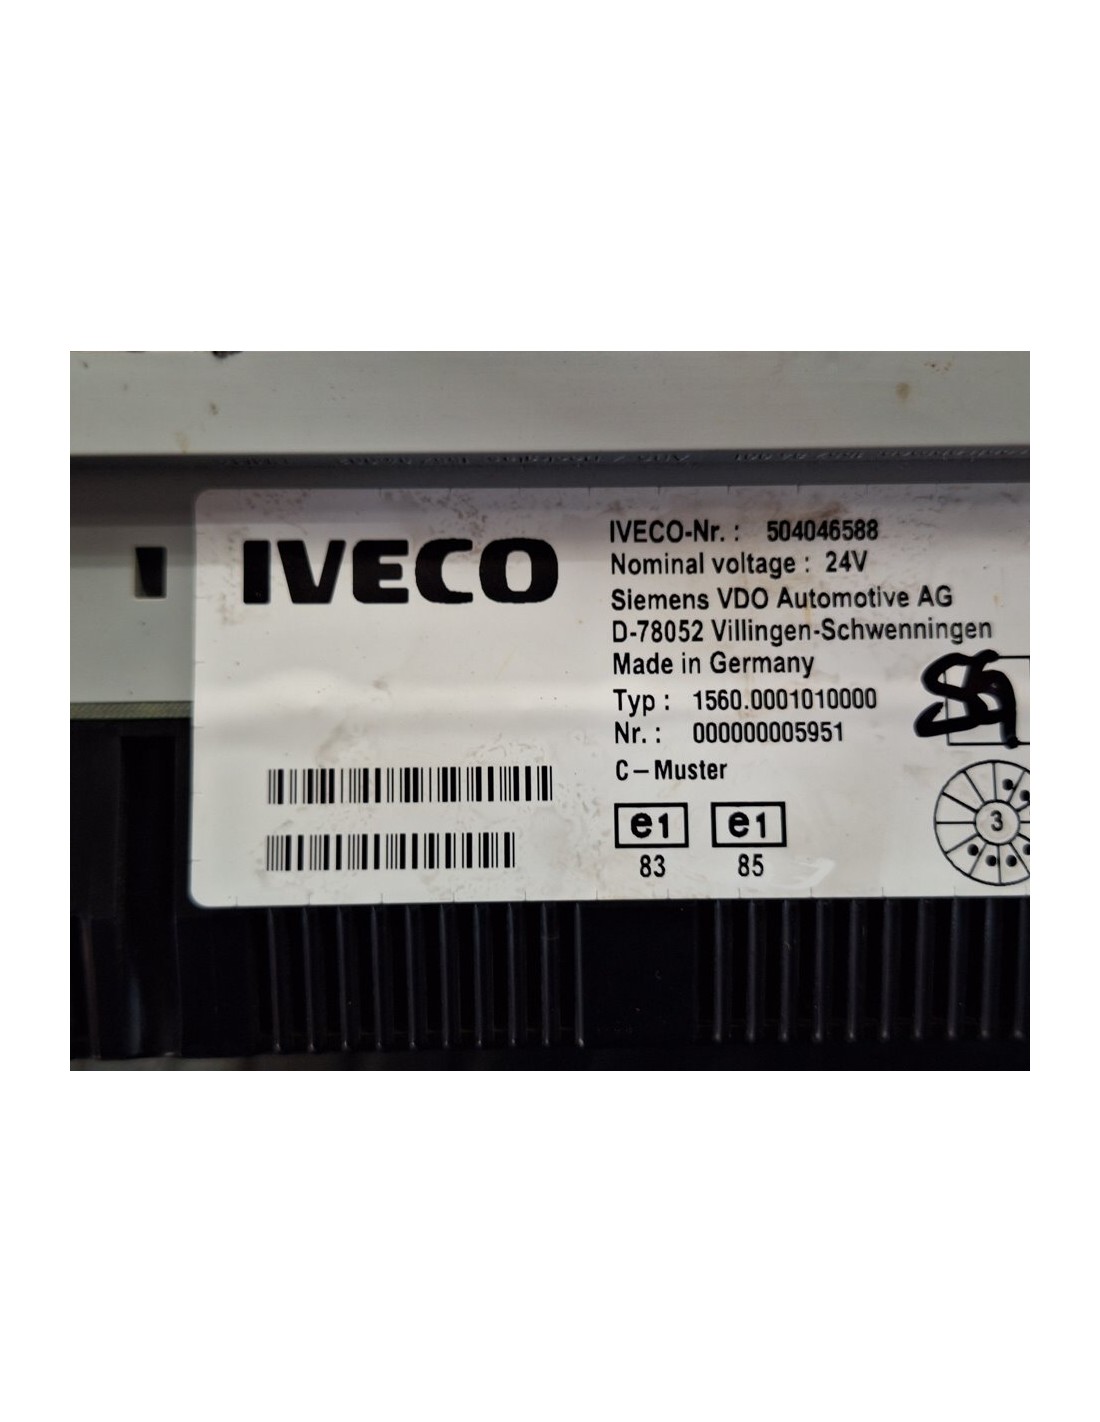 IVECO
IVECO-Nr. : 504046588
Nominal voltage : 24V
Siemens VDO Automotive AG
D-78052 Villingen-Schwenningen
Made in Germany
Typ : 1560.0001010000
Nr. : 000000005951
C-Muster
e1 e1
83 85
3